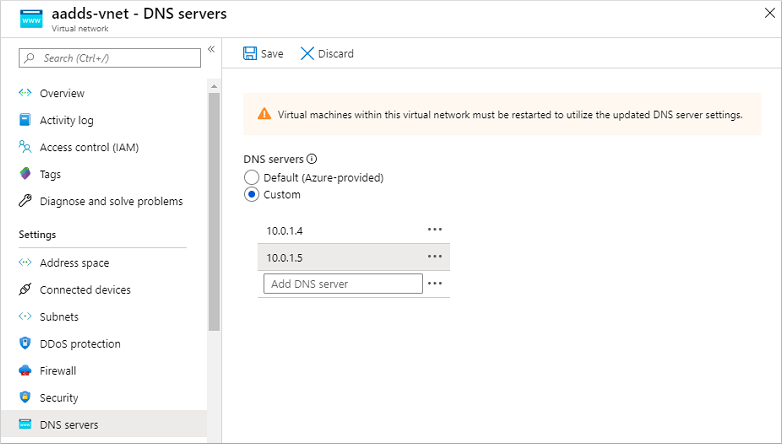 aadds-vnet - DNS servers
Virtual network
Search (Ctrl+/)
Overview
Activity log
Access control (IAM)
Tags
Diagnose and solve problems
Settings
Address space
Connected devices
Subnets
DDoS protection
Firewall
Security
DNS servers
Save Discard
Virtual machines within this virtual network must be restarted to utilize the updated DNS server settings.
DNS servers
Default (Azure-provided)
Custom
10.0.1.4
10.0.1.5
Add DNS server